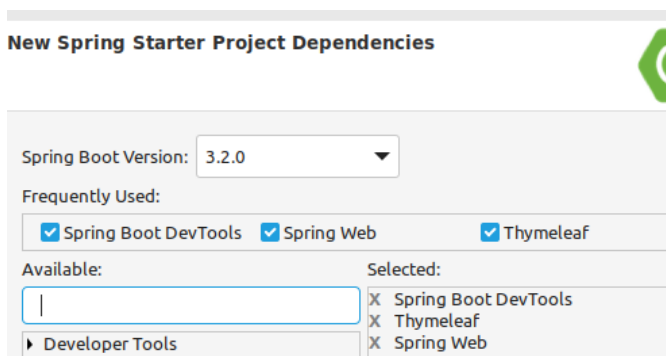 New Spring Starter Project Dependencies
Spring Boot Version: 3.2.0
Frequently Used:
Spring Boot DevTools Spring Web Thymeleaf
Available: Selected:
X Spring Boot DevTools
X Thymeleaf
Developer Tools X Spring Web